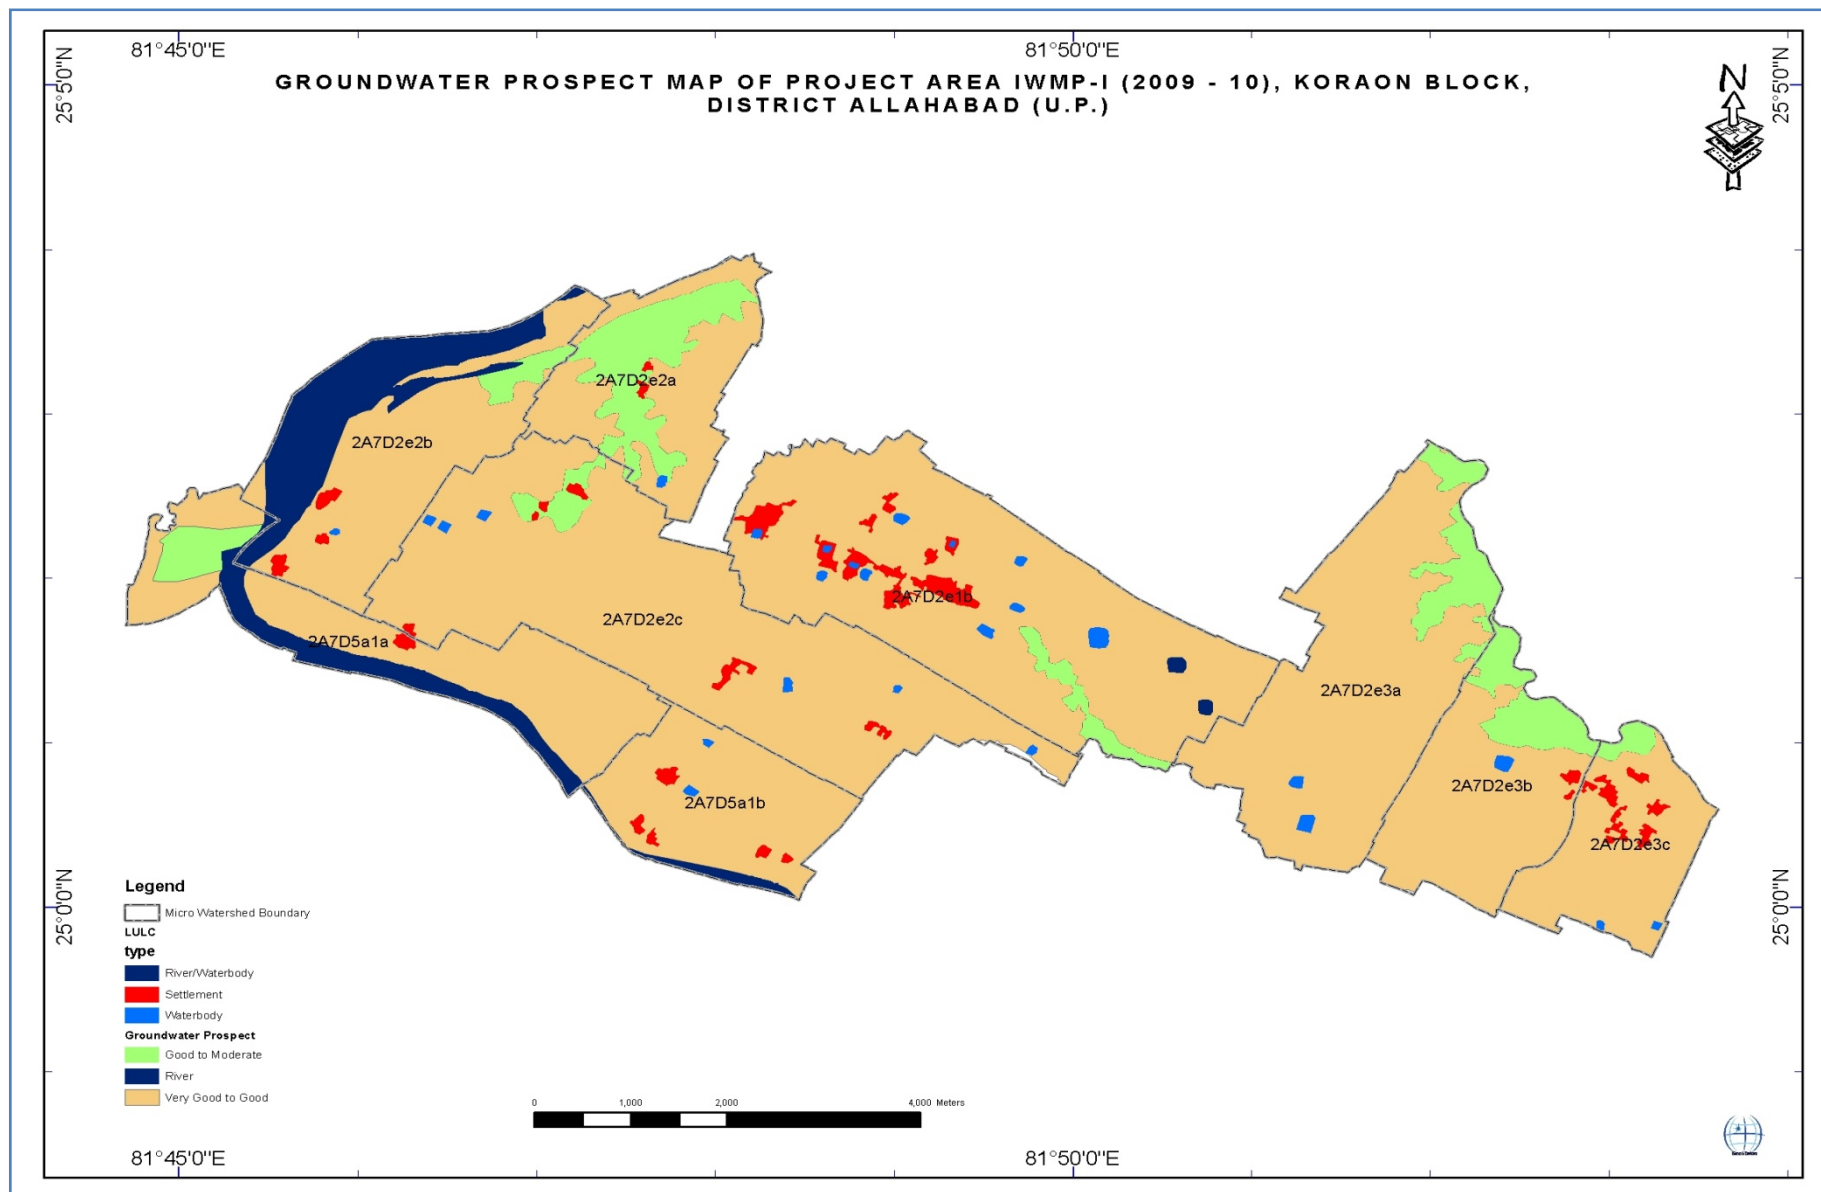 81°45'0"E
81°50'0"E
25°5'0"N
25°5'0"N
GROUNDWATER PROSPECT MAP OF PROJECT AREA IWMP-I (2009 - 10), KORAON BLOCK,
DISTRICT ALLAHABAD (U.P.)
N
2A7D2e2a
2A7D2e2b
2A7D2e1b
2A7D2e2c
2A7D5a1a
2A7D2e3a
2A7D2e3b
2A7D5a1b
2A7D2e3c
Legend
Micro Watershed Boundary
LULC
type
River/Waterbody
Settlement
Waterbody
Groundwater Prospect
Good to Moderate
River
Very Good to Good
0 1,000 2,000 4,000 Meters
25°0'0"N
25°0'0"N
81°45'0"E
81°50'0"E